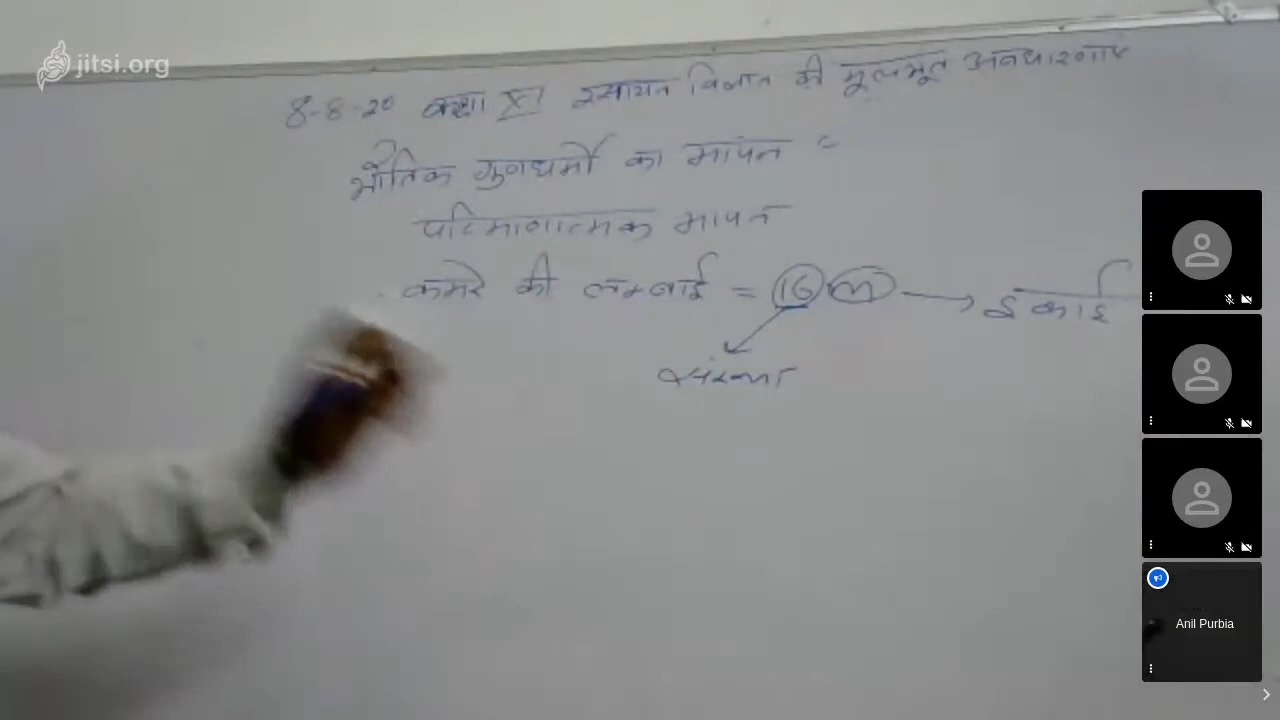 jitsi.org
8-8-20 कक्षा XI रसायन विज्ञान की मूलभूत अवधारणाएं
भौतिक गुणधर्मो का मापन :-
परिमाणात्मक मापन
कमरे की लम्बाई = 16 m → इकाई
संख्या
Anil Purbia